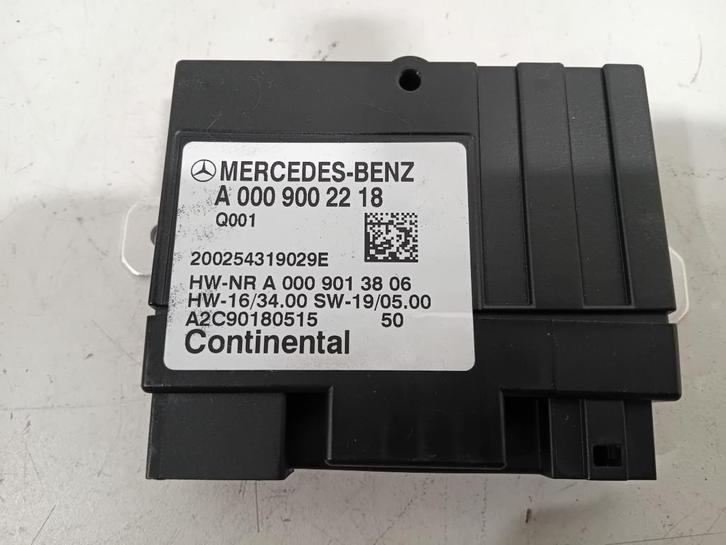 MERCEDES-BENZ
A 000 900 22 18
Q001
200254319029E
HW-NR A 000 901 38 06
HW-16/34.00 SW-19/05.00
A2C90180515 50
Continental